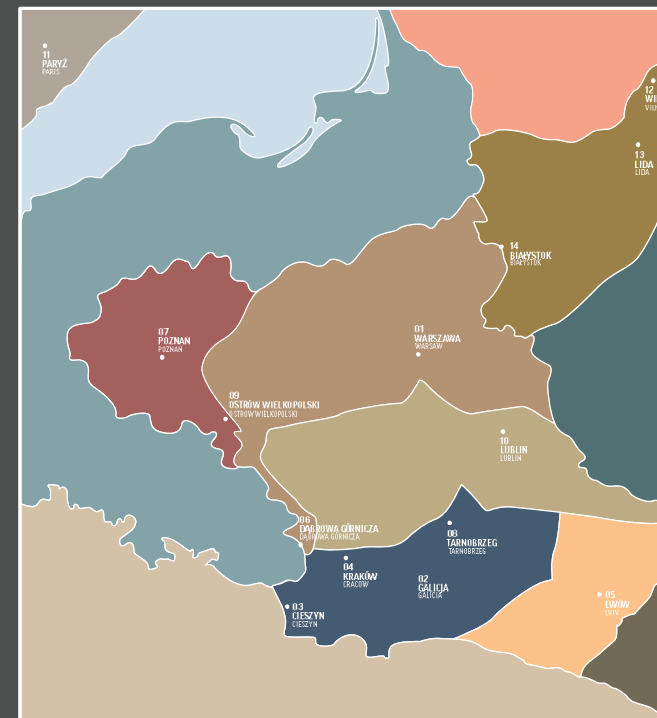 11
PARYŻ
PARIS
12
WI
VIL
13
LIDA
LIDA
14
BIAŁYSTOK
BIAŁYSTOK
07
POZNAŃ
POZNAŃ
01
WARSZAWA
WARSAW
09
OSTRÓW WIELKOPOLSKI
OSTRÓW WIELKOPOLSKI
10
LUBLIN
LUBLIN
06
DĄBROWA GÓRNICZA
DĄBROWA GÓRNICZA
08
TARNOBRZEG
TARNOBRZEG
04
KRAKÓW
CRACOW
02
GALICJA
GALICIA
03
CIESZYN
CIESZYN
05
LWÓW
LVIV